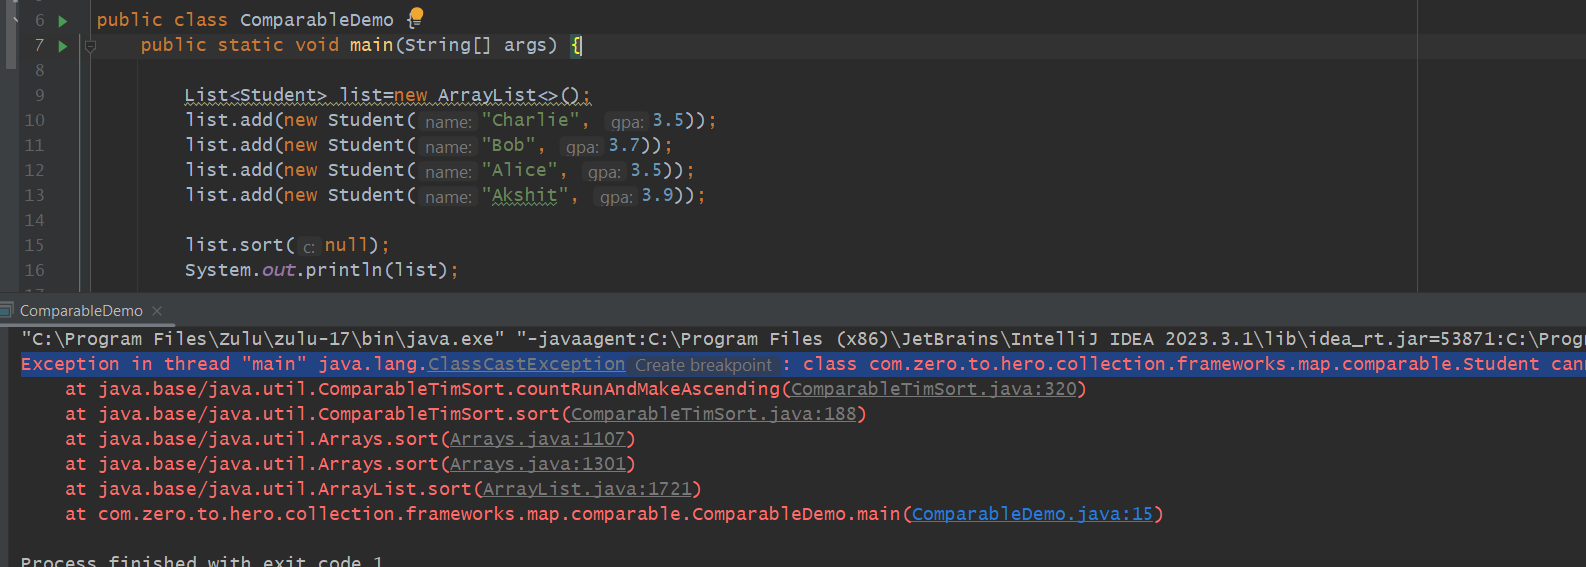 6 public class ComparableDemo {
7 public static void main(String[] args) {
8
9 List<Student> list=new ArrayList<>();
10 list.add(new Student( name: "Charlie", gpa: 3.5));
11 list.add(new Student( name: "Bob", gpa: 3.7));
12 list.add(new Student( name: "Alice", gpa: 3.5));
13 list.add(new Student( name: "Akshit", gpa: 3.9));
14
15 list.sort( c: null);
16 System.out.println(list);
ComparableDemo
"C:\Program Files\Zulu\zulu-17\bin\java.exe" "-javaagent:C:\Program Files (x86)\JetBrains\IntelliJ IDEA 2023.3.1\lib\idea_rt.jar=53871:C:\Prog
Exception in thread "main" java.lang.ClassCastException Create breakpoint : class com.zero.to.hero.collection.frameworks.map.comparable.Student cann
at java.base/java.util.ComparableTimSort.countRunAndMakeAscending(ComparableTimSort.java:320)
at java.base/java.util.ComparableTimSort.sort(ComparableTimSort.java:188)
at java.base/java.util.Arrays.sort(Arrays.java:1107)
at java.base/java.util.Arrays.sort(Arrays.java:1301)
at java.base/java.util.ArrayList.sort(ArrayList.java:1721)
at com.zero.to.hero.collection.frameworks.map.comparable.ComparableDemo.main(ComparableDemo.java:15)
Process finished with exit code 1